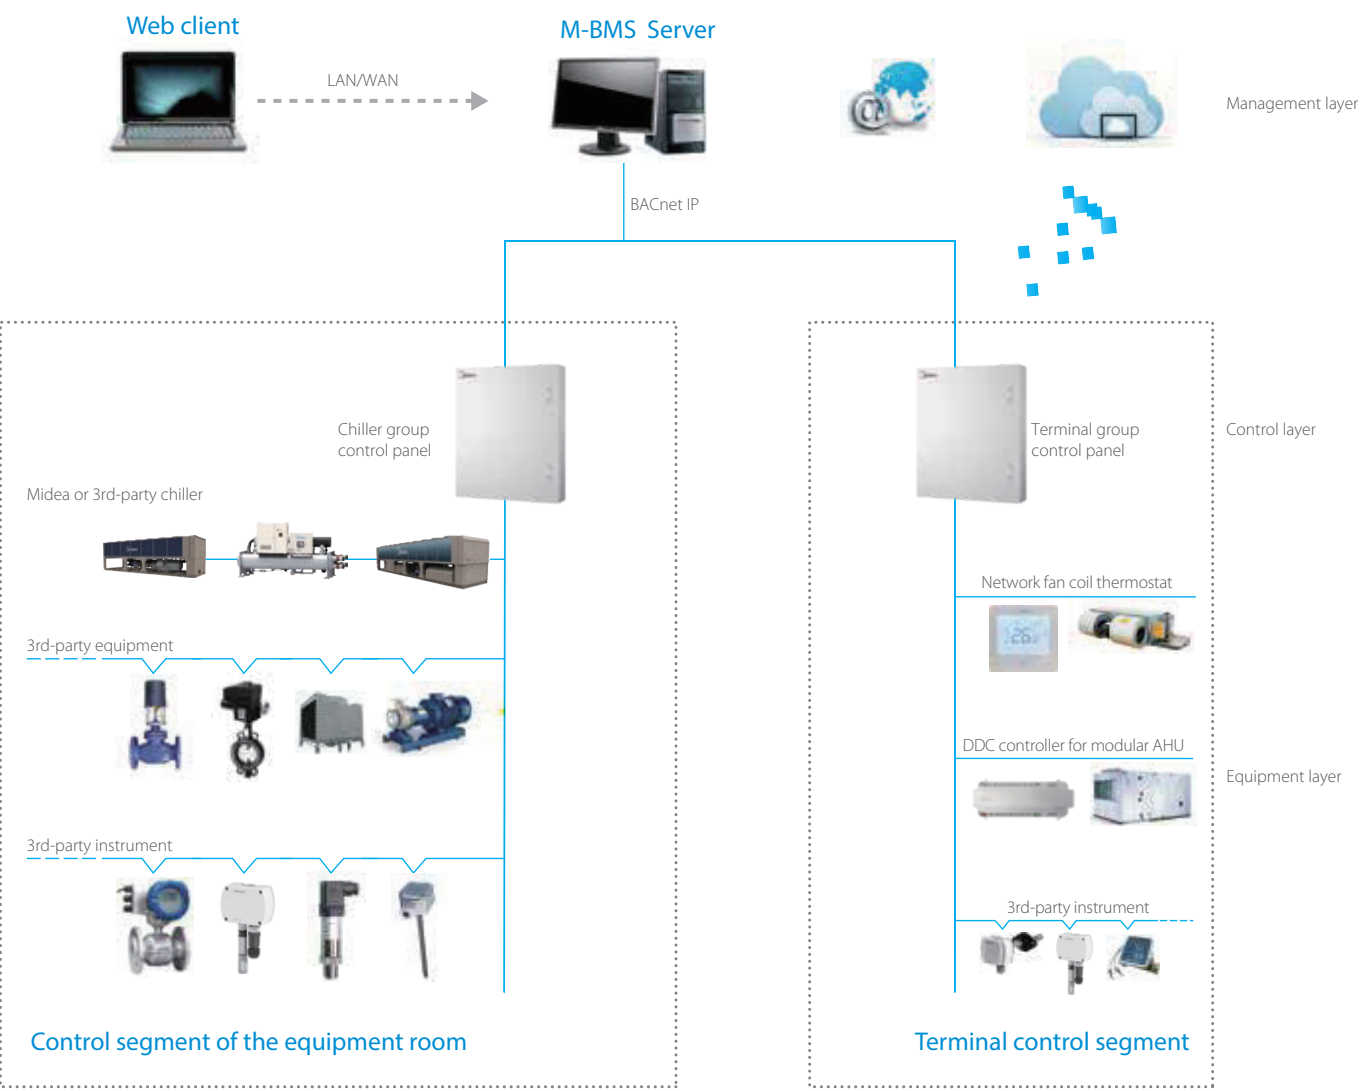 Web client
M-BMS Server
LAN/WAN
Management layer
BACnet IP
Chiller group
control panel
Terminal group
control panel
Control layer
Midea or 3rd-party chiller
Network fan coil thermostat
3rd-party equipment
DDC controller for modular AHU
Equipment layer
3rd-party instrument
3rd-party instrument
Control segment of the equipment room
Terminal control segment